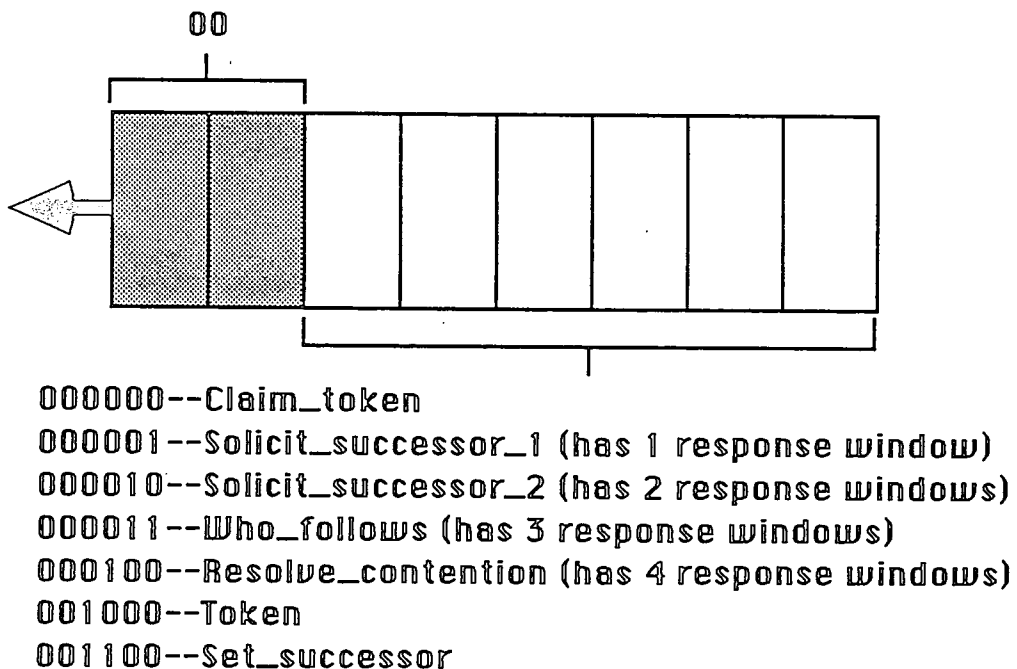 00
000000--Claim_token
000001--Solicit_successor_1 (has 1 response window)
000010--Solicit_successor_2 (has 2 response windows)
000011--Who_follows (has 3 response windows)
000100--Resolve_contention (has 4 response windows)
001000--Token
001100--Set_successor